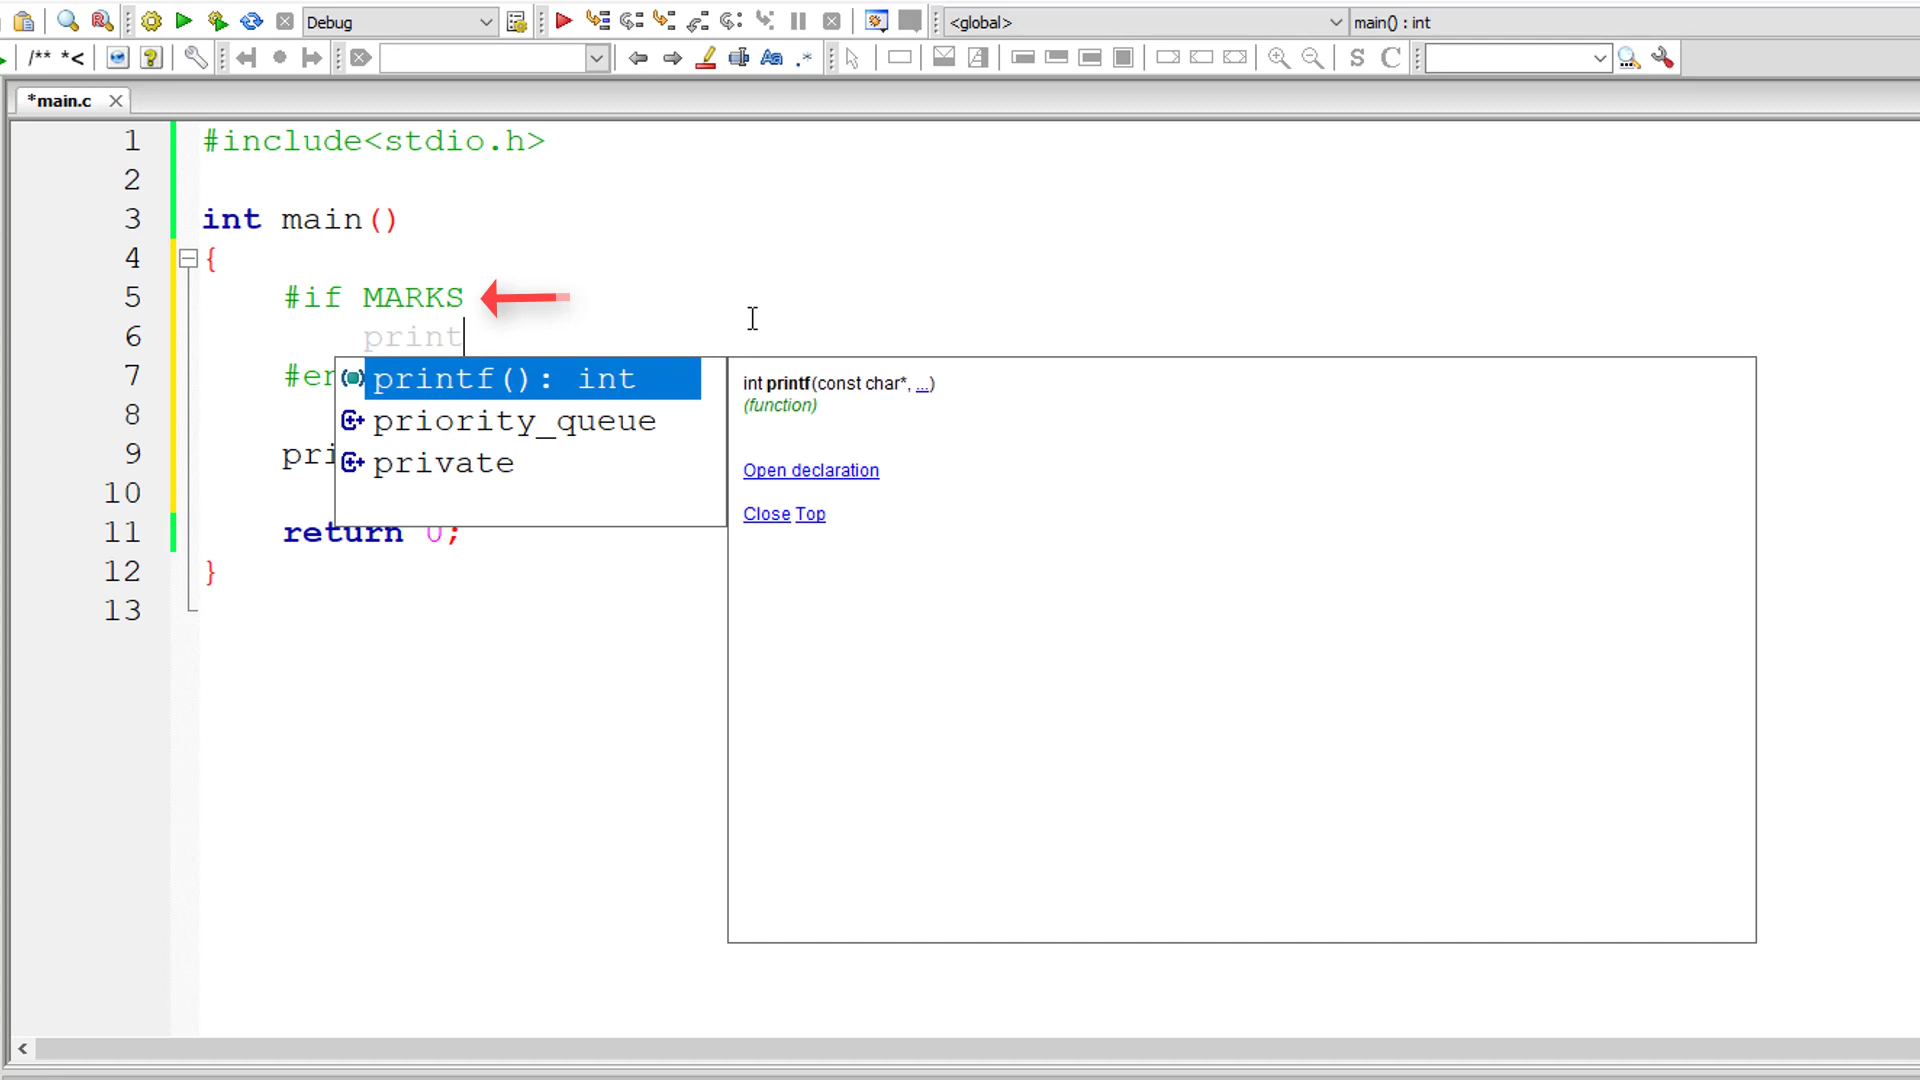 Debug
<global>
main() : int
/** *<
Aa
.*
S
C
*main.c
1 #include<stdio.h>
2
3 int main()
4 {
5 #if MARKS
6 print
7 #en
8
9 pri
10
11 return 0;
12 }
13
printf(): int
priority_queue
private
int printf(const char*, ...)
(function)
Open declaration
Close Top